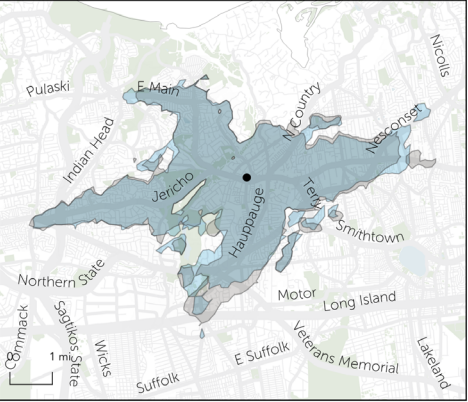 Nicolls
Pulaski
E Main
N Country
Nesconset
Indian Head
Jericho
Terry
Hauppauge
Smithtown
Northern State
Motor
Long Island
Commack
Sagtikos State
Wicks
Veterans Memorial
Lakeland
E Suffolk
Suffolk
0 1 mi